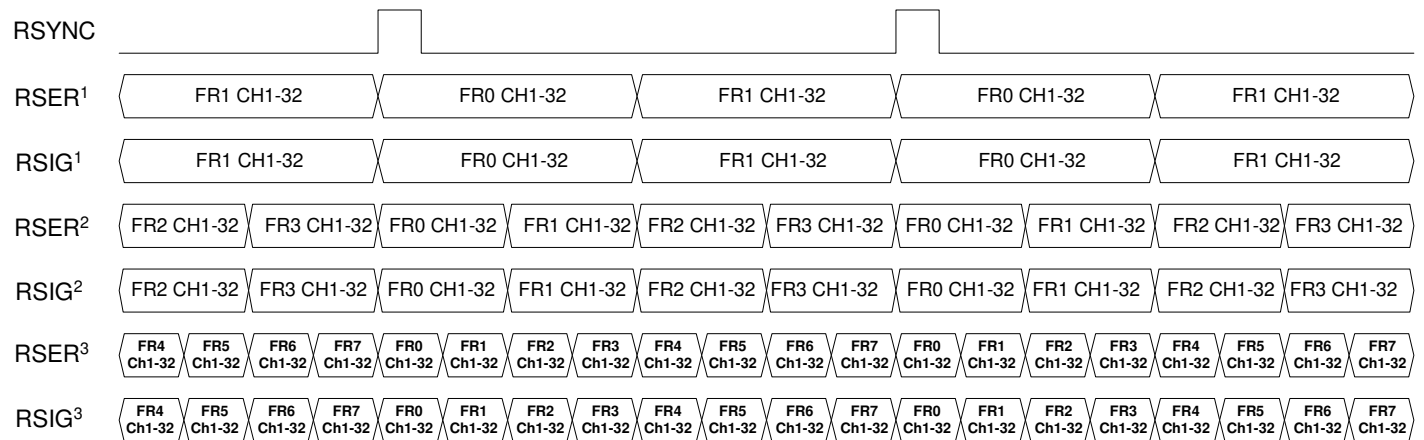 RSYNC
RSER¹ FR1 CH1-32 FR0 CH1-32 FR1 CH1-32 FR0 CH1-32 FR1 CH1-32
RSIG¹ FR1 CH1-32 FR0 CH1-32 FR1 CH1-32 FR0 CH1-32 FR1 CH1-32
RSER² FR2 CH1-32 FR3 CH1-32 FR0 CH1-32 FR1 CH1-32 FR2 CH1-32 FR3 CH1-32 FR0 CH1-32 FR1 CH1-32 FR2 CH1-32 FR3 CH1-32
RSIG² FR2 CH1-32 FR3 CH1-32 FR0 CH1-32 FR1 CH1-32 FR2 CH1-32 FR3 CH1-32 FR0 CH1-32 FR1 CH1-32 FR2 CH1-32 FR3 CH1-32
RSER³ FR4 FR5 FR6 FR7 FR0 FR1 FR2 FR3 FR4 FR5 FR6 FR7 FR0 FR1 FR2 FR3 FR4 FR5 FR6 FR7
Ch1-32 Ch1-32 Ch1-32 Ch1-32 Ch1-32 Ch1-32 Ch1-32 Ch1-32 Ch1-32 Ch1-32 Ch1-32 Ch1-32 Ch1-32 Ch1-32 Ch1-32 Ch1-32 Ch1-32 Ch1-32 Ch1-32 Ch1-32
RSIG³ FR4 FR5 FR6 FR7 FR0 FR1 FR2 FR3 FR4 FR5 FR6 FR7 FR0 FR1 FR2 FR3 FR4 FR5 FR6 FR7
Ch1-32 Ch1-32 Ch1-32 Ch1-32 Ch1-32 Ch1-32 Ch1-32 Ch1-32 Ch1-32 Ch1-32 Ch1-32 Ch1-32 Ch1-32 Ch1-32 Ch1-32 Ch1-32 Ch1-32 Ch1-32 Ch1-32 Ch1-32